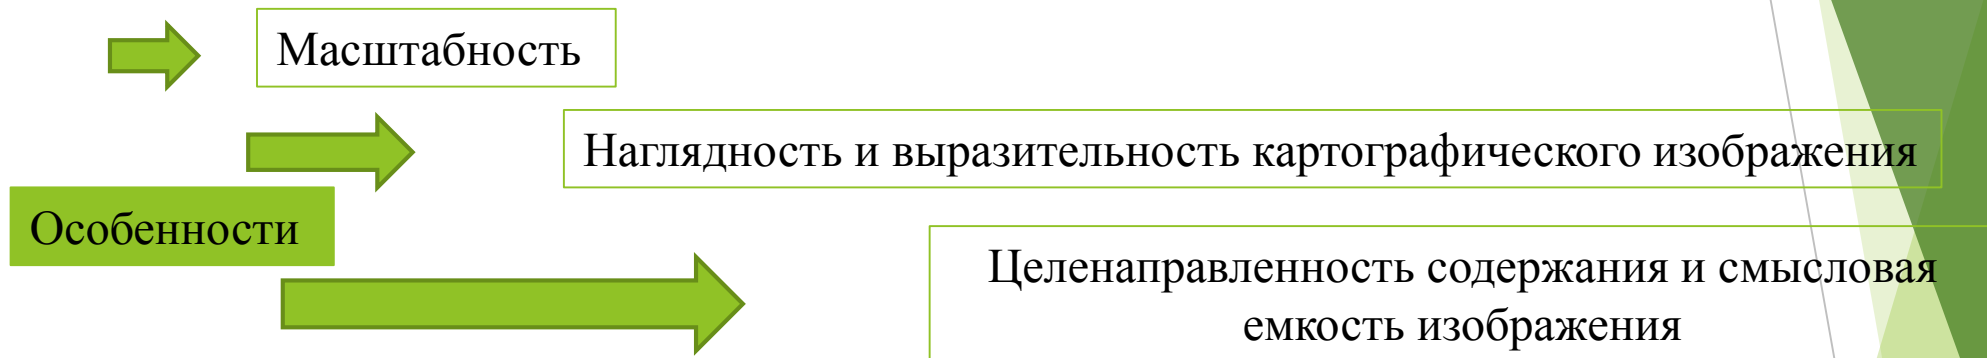 Масштабность
Наглядность и выразительность картографического изображения
Особенности
Целенаправленность содержания и смысловая
емкость изображения